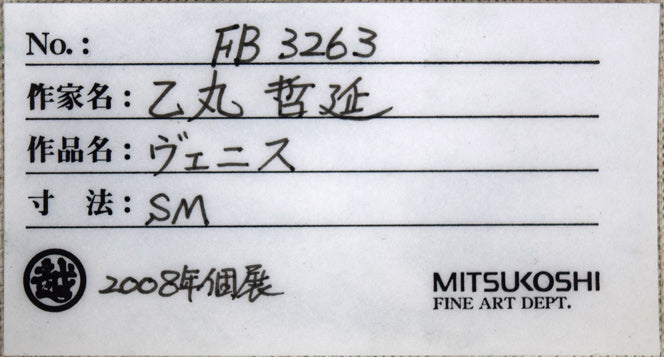 No.: FB 3263
作家名: 乙丸 哲延
作品名: ヴェニス
寸 法: SM
越 2008年個展
MITSUKOSHI
FINE ART DEPT.